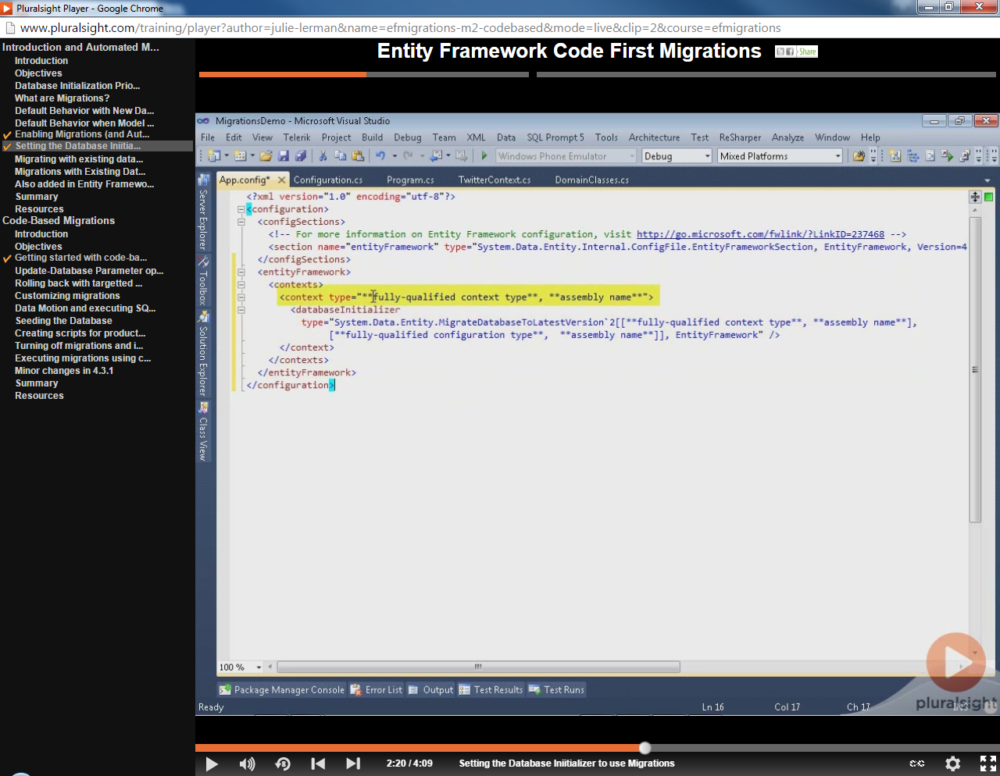 Pluralsight Player - Google Chrome
www.pluralsight.com/training/player?author=julie-lerman&name=efmigrations-m2-codebased&mode=live&clip=2&course=efmigrations
Introduction and Automated M...
Introduction
Objectives
Database Initialization Prio...
What are Migrations?
Default Behavior with New Da...
Default Behavior when Model ...
Enabling Migrations (and Aut...
Setting the Database Iniitia...
Migrating with existing data...
Migrations with Existing Dat...
Also added in Entity Framewo...
Summary
Resources
Code-Based Migrations
Introduction
Objectives
Getting started with code-ba...
Update-Database Parameter op...
Rolling back with targetted ...
Customizing migrations
Data Motion and executing SQ...
Seeding the Database
Creating scripts for product...
Turning off migrations and i...
Executing migrations using c...
Minor changes in 4.3.1
Summary
Resources
Entity Framework Code First Migrations
Share
MigrationsDemo - Microsoft Visual Studio
File Edit View Telerik Project Build Debug Team XML Data SQL Prompt 5 Tools Architecture Test ReSharper Analyze Window Help
Windows Phone Emulator Debug Mixed Platforms
App.config* Configuration.cs Program.cs TwitterContext.cs DomainClasses.cs
Server Explorer
Toolbox
Solution Explorer
Class View
<?xml version="1.0" encoding="utf-8"?>
<configuration>
<configSections>
<!-- For more information on Entity Framework configuration, visit http://go.microsoft.com/fwlink/?LinkID=237468 -->
<section name="entityFramework" type="System.Data.Entity.Internal.ConfigFile.EntityFrameworkSection, EntityFramework, Version=4
</configSections>
<entityFramework>
<contexts>
<context type="**fully-qualified context type**, **assembly name**">
<databaseInitializer
type="System.Data.Entity.MigrateDatabaseToLatestVersion`2[[**fully-qualified context type**, **assembly name**],
[**fully-qualified configuration type**, **assembly name**]], EntityFramework" />
</context>
</contexts>
</entityFramework>
</configuration>
100 %
Package Manager Console Error List Output Test Results Test Runs
Ready Ln 16 Col 17 Ch 17 INS
pluralsight
2:20 / 4:09 Setting the Database Iniitializer to use Migrations CC